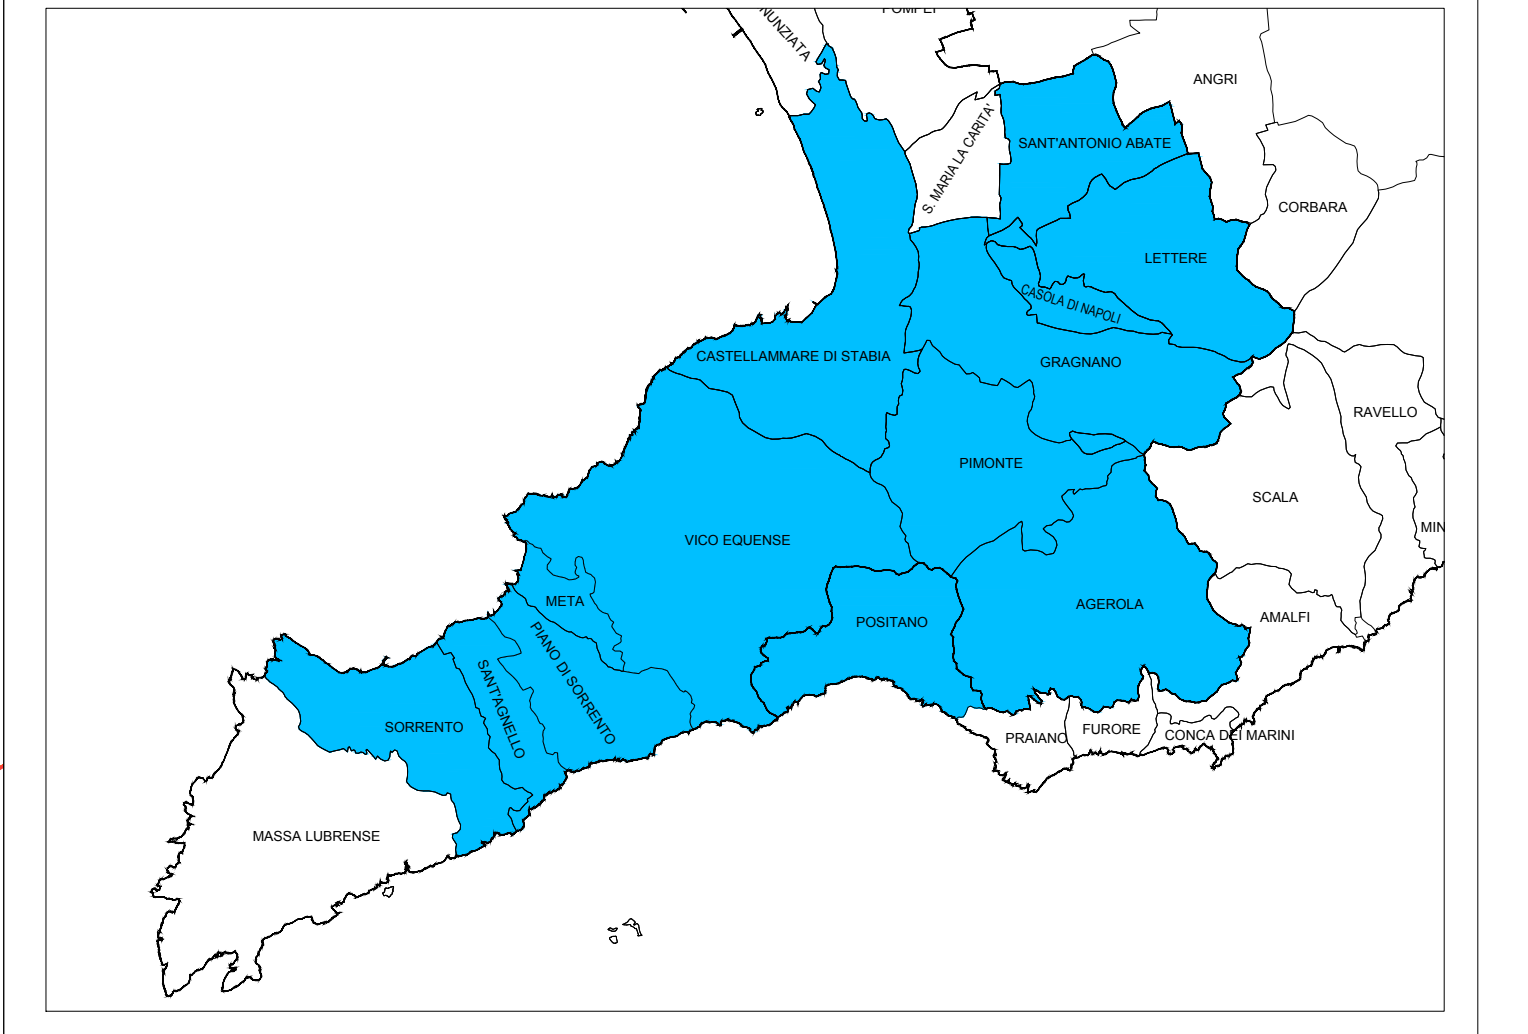 POMPEI
NUNZIATA
ANGRI
S. MARIA LA CARITA'
SANT'ANTONIO ABATE
CORBARA
LETTERE
CASOLA DI NAPOLI
CASTELLAMMARE DI STABIA
GRAGNANO
RAVELLO
PIMONTE
SCALA
MIN
VICO EQUENSE
META
AGEROLA
AMALFI
POSITANO
PIANO DI SORRENTO
SANT'AGNELLO
SORRENTO
FURORE
PRAIANO
CONCA DEI MARINI
MASSA LUBRENSE